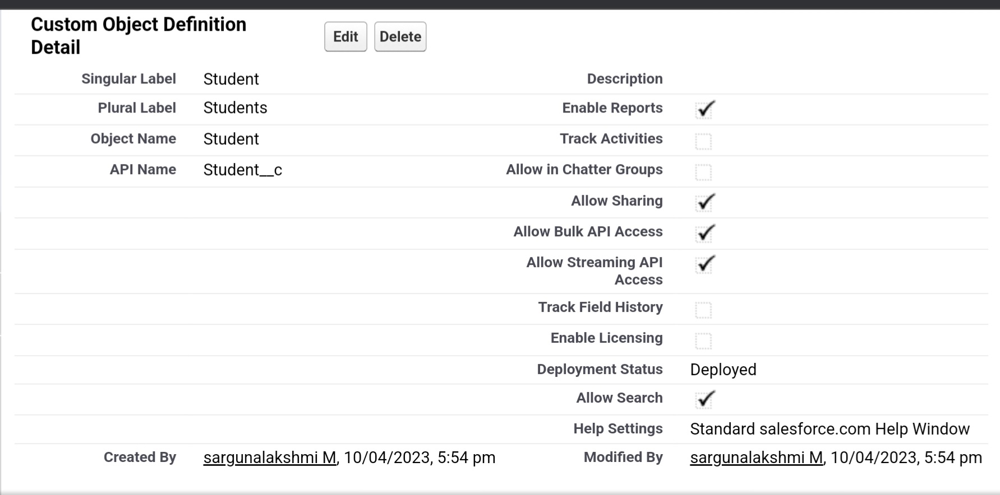 Custom Object Definition
Detail
Edit
Delete
Singular Label Student Description
Plural Label Students Enable Reports
Object Name Student Track Activities
API Name Student__c Allow in Chatter Groups
Allow Sharing
Allow Bulk API Access
Allow Streaming API
Access
Track Field History
Enable Licensing
Deployment Status Deployed
Allow Search
Help Settings Standard salesforce.com Help Window
Created By sargunalakshmi M, 10/04/2023, 5:54 pm Modified By sargunalakshmi M, 10/04/2023, 5:54 pm